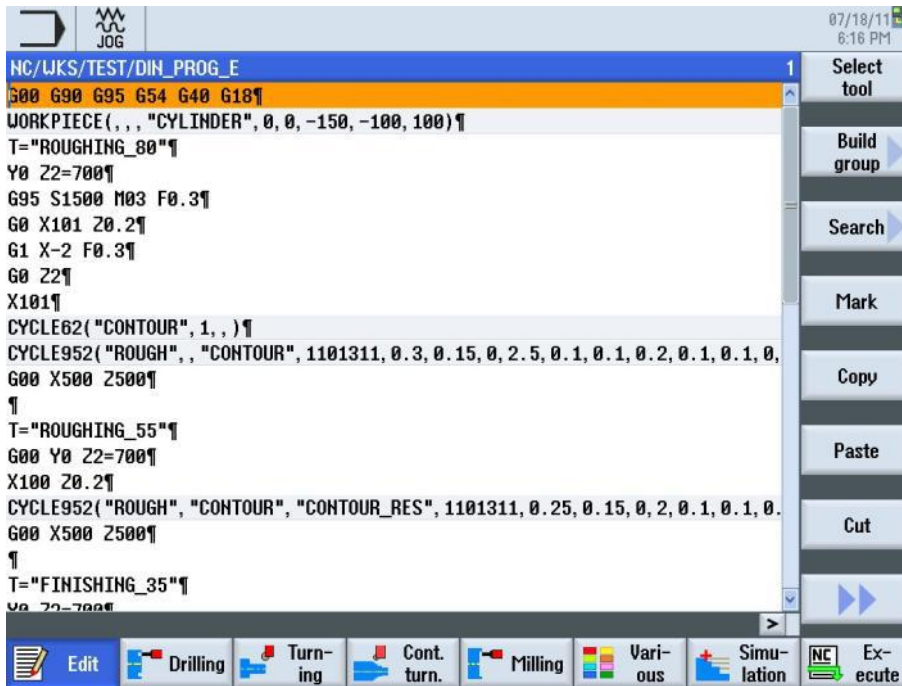 JOG
07/18/11
6:16 PM
NC/WKS/TEST/DIN_PROG_E 1
G00 G90 G95 G54 G40 G18¶
WORKPIECE(,,,"CYLINDER",0,0,-150,-100,100)¶
T="ROUGHING_80"¶
Y0 Z2=700¶
G95 S1500 M03 F0.3¶
G0 X101 Z0.2¶
G1 X-2 F0.3¶
G0 Z2¶
X101¶
CYCLE62("CONTOUR",1,,)¶
CYCLE952("ROUGH",,"CONTOUR",1101311,0.3,0.15,0,2.5,0.1,0.1,0.2,0.1,0.1,0,
G00 X500 Z500¶
¶
T="ROUGHING_55"¶
G00 Y0 Z2=700¶
X100 Z0.2¶
CYCLE952("ROUGH","CONTOUR","CONTOUR_RES",1101311,0.25,0.15,0,2,0.1,0.1,0.
G00 X500 Z500¶
¶
T="FINISHING_35"¶
Y0 Z2=700¶
>
Select
tool
Build
group
Search
Mark
Copy
Paste
Cut
Edit
Drilling
Turn-
ing
Cont.
turn.
Milling
Vari-
ous
Simu-
lation
NC
Ex-
ecute